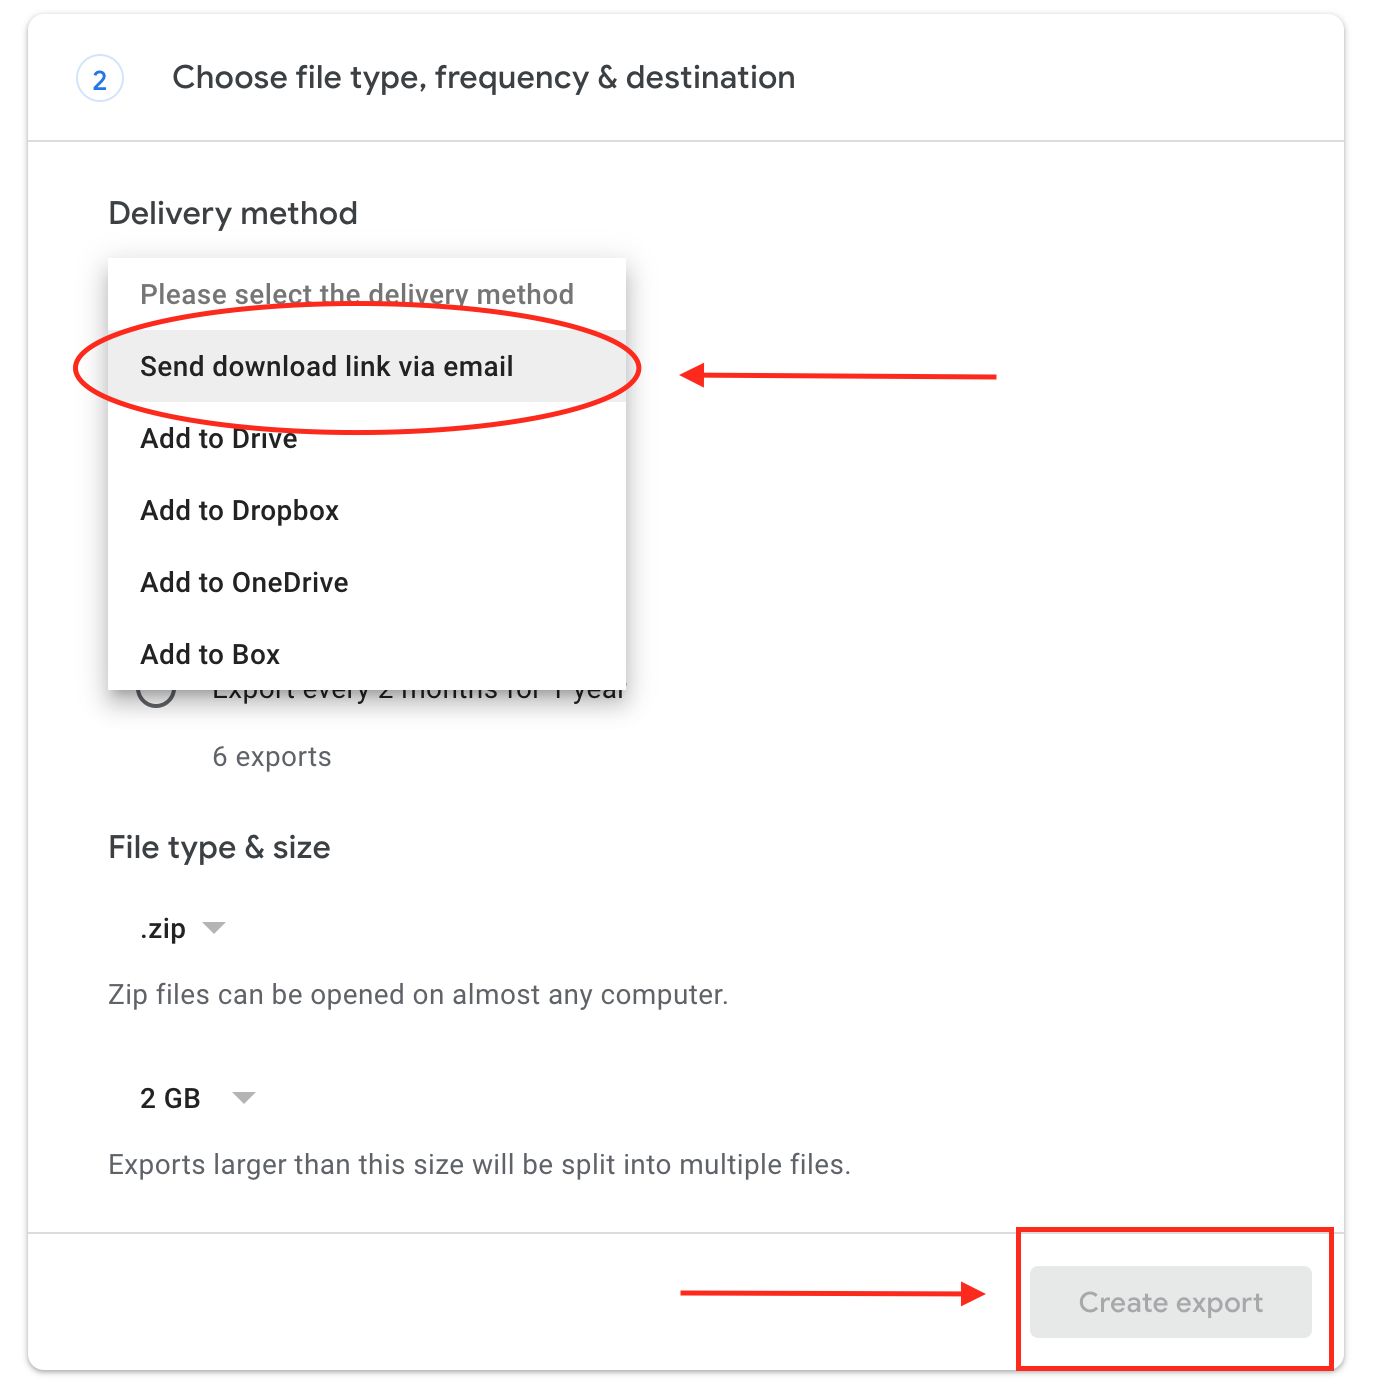 2
Choose file type, frequency & destination
Delivery method
Please select the delivery method
Send download link via email
Add to Drive
Add to Dropbox
Add to OneDrive
Add to Box
Export every 2 months for 1 year
6 exports
File type & size
.zip
Zip files can be opened on almost any computer.
2 GB
Exports larger than this size will be split into multiple files.
Create export